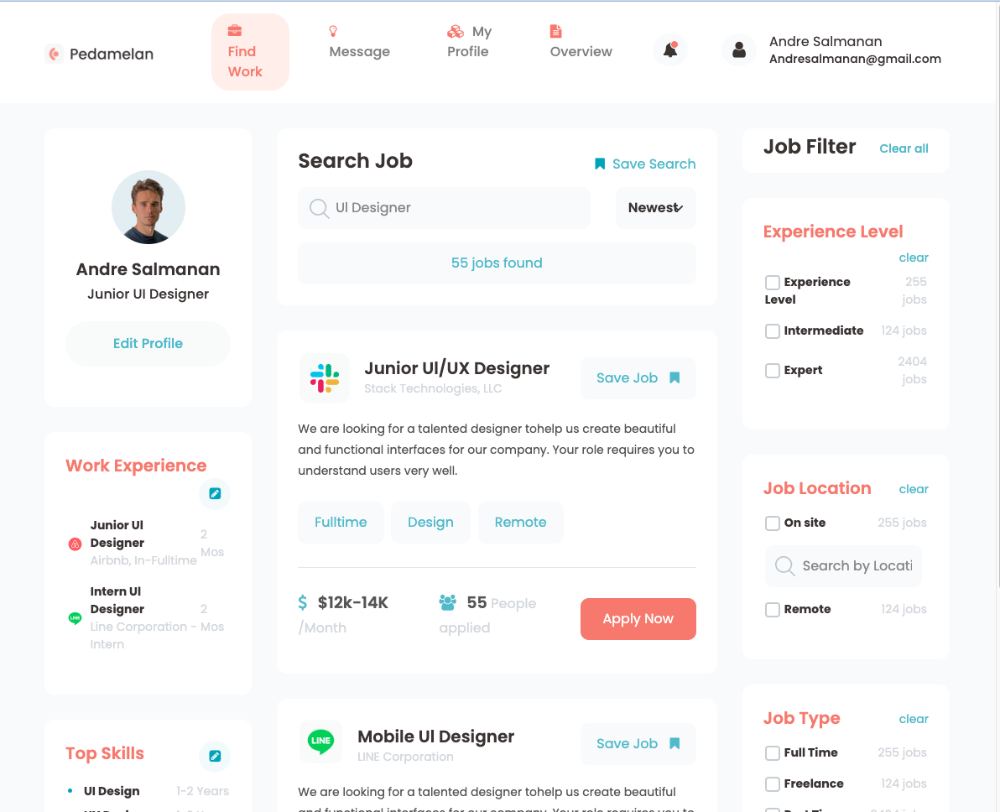 Pedamelan
Find
Work
Message
My
Profile
Overview
Andre Salmanan
Andresalmanan@gmail.com
Andre Salmanan
Junior UI Designer
Edit Profile
Work Experience
Junior UI
Designer
Airbnb, In-Fulltime
2
Mos
Intern UI
Designer
Line Corporation -
Intern
2
Mos
Top Skills
UI Design
1-2 Years
Search Job
Save Search
UI Designer
Newest
55 jobs found
Junior UI/UX Designer
Stack Technologies, LLC
Save Job
We are looking for a talented designer tohelp us create beautiful
and functional interfaces for our company. Your role requires you to
understand users very well.
Fulltime
Design
Remote
$ $12k-14K
/Month
55 People
applied
Apply Now
LINE
Mobile UI Designer
LINE Corporation
Save Job
We are looking for a talented designer tohelp us create beautiful
and functional interfaces for our company. Your role requires you to
Job Filter
Clear all
Experience Level
clear
Experience
Level
255
jobs
Intermediate
124 jobs
Expert
2404
jobs
Job Location
clear
On site
255 jobs
Search by Locati
Remote
124 jobs
Job Type
clear
Full Time
255 jobs
Freelance
124 jobs